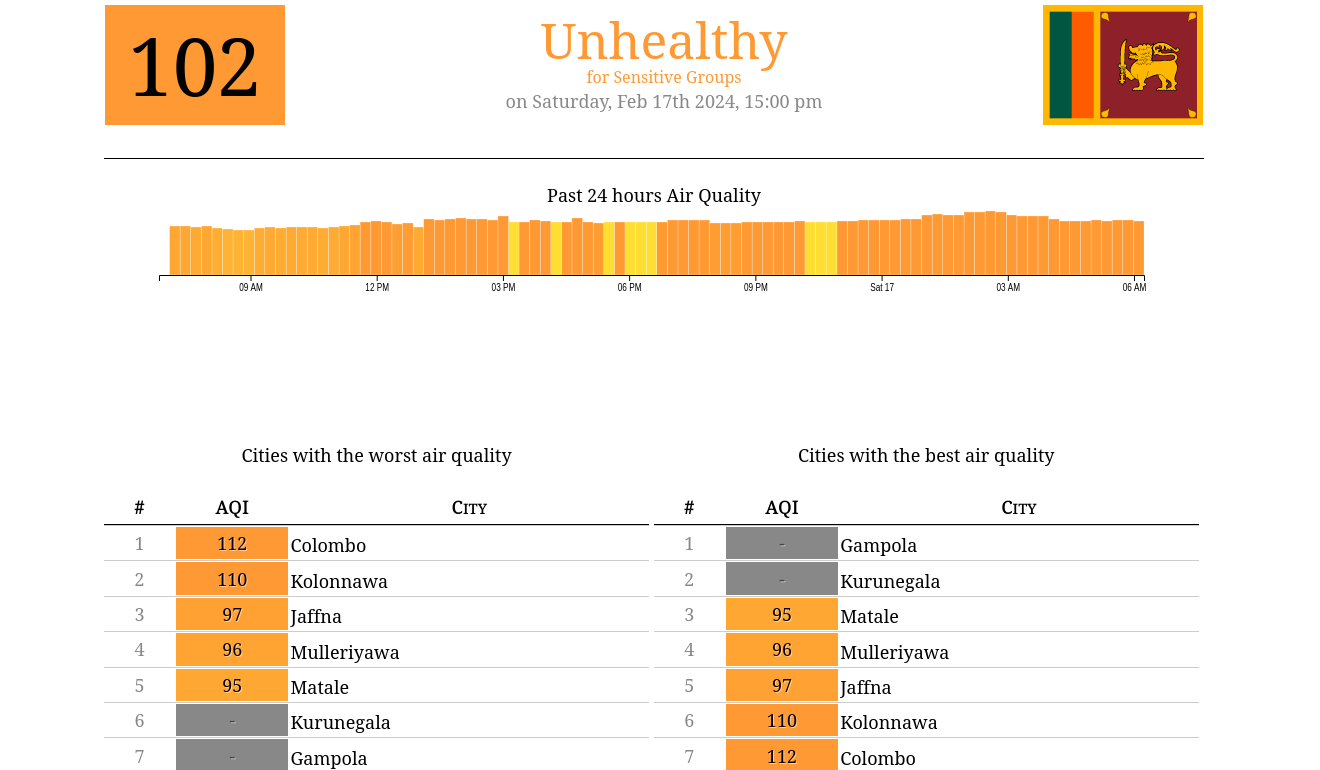 102
Unhealthy
for Sensitive Groups
on Saturday, Feb 17th 2024, 15:00 pm
Past 24 hours Air Quality
09 AM 12 PM 03 PM 06 PM 09 PM Sat 17 03 AM 06 AM
Cities with the worst air quality
# AQI City
1 112 Colombo
2 110 Kolonnawa
3 97 Jaffna
4 96 Mulleriyawa
5 95 Matale
6 - Kurunegala
7 - Gampola
Cities with the best air quality
# AQI City
1 - Gampola
2 - Kurunegala
3 95 Matale
4 96 Mulleriyawa
5 97 Jaffna
6 110 Kolonnawa
7 112 Colombo